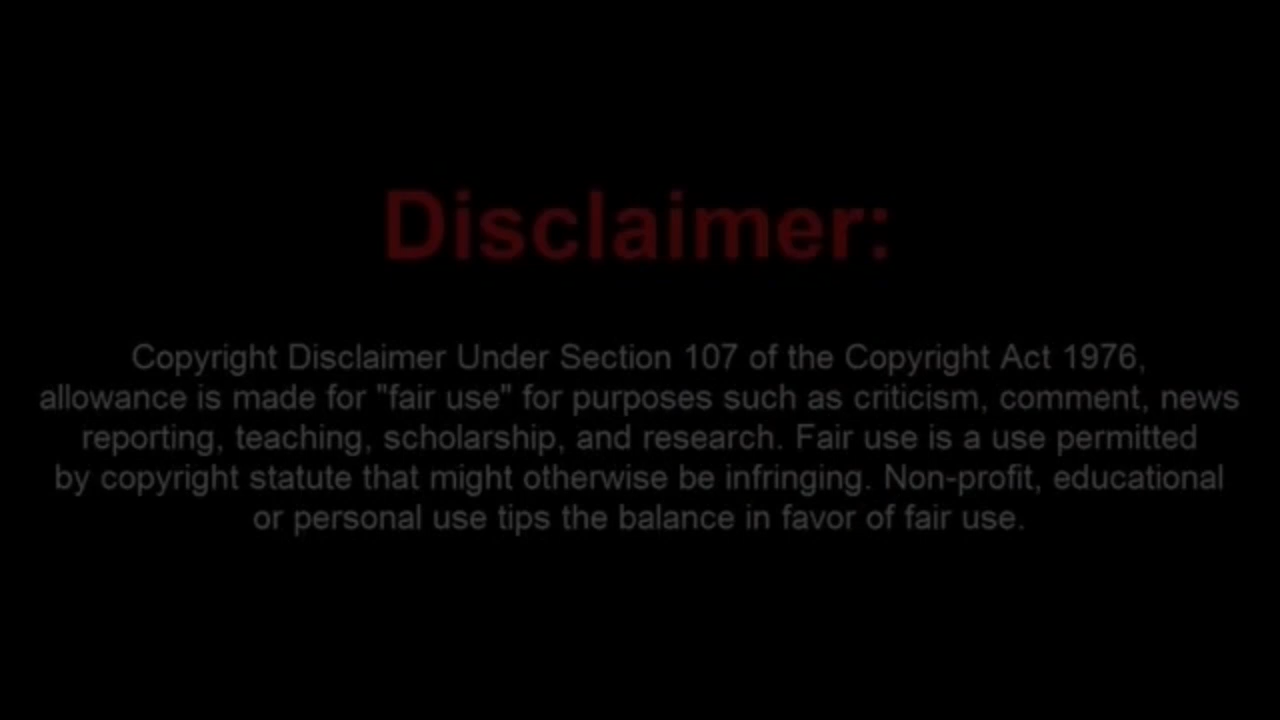 Disclaimer:
Copyright Disclaimer Under Section 107 of the Copyright Act 1976,
allowance is made for "fair use" for purposes such as criticism, comment, news
reporting, teaching, scholarship, and research. Fair use is a use permitted
by copyright statute that might otherwise be infringing. Non-profit, educational
or personal use tips the balance in favor of fair use.